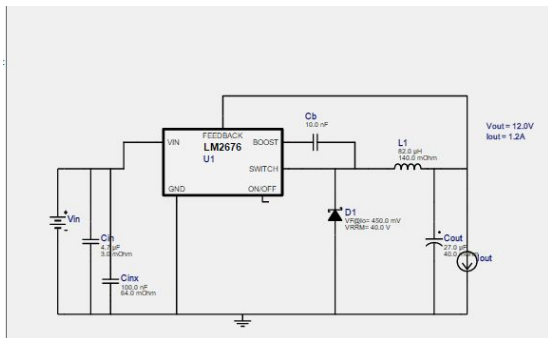 FEEDBACK
VIN
LM2676
BOOST
U1
SWITCH
GND
ON/OFF
Cb
10.0 nF
L1
82.0 µH
140.0 mOhm
Vout = 12.0V
Iout = 1.2A
Vin
Cin
4.7 µF
3.0 mOhm
Cinx
100.0 nF
64.0 mOhm
D1
VF@Io= 450.0 mV
VRRM= 40.0 V
Cout
27.0 µF
Iout